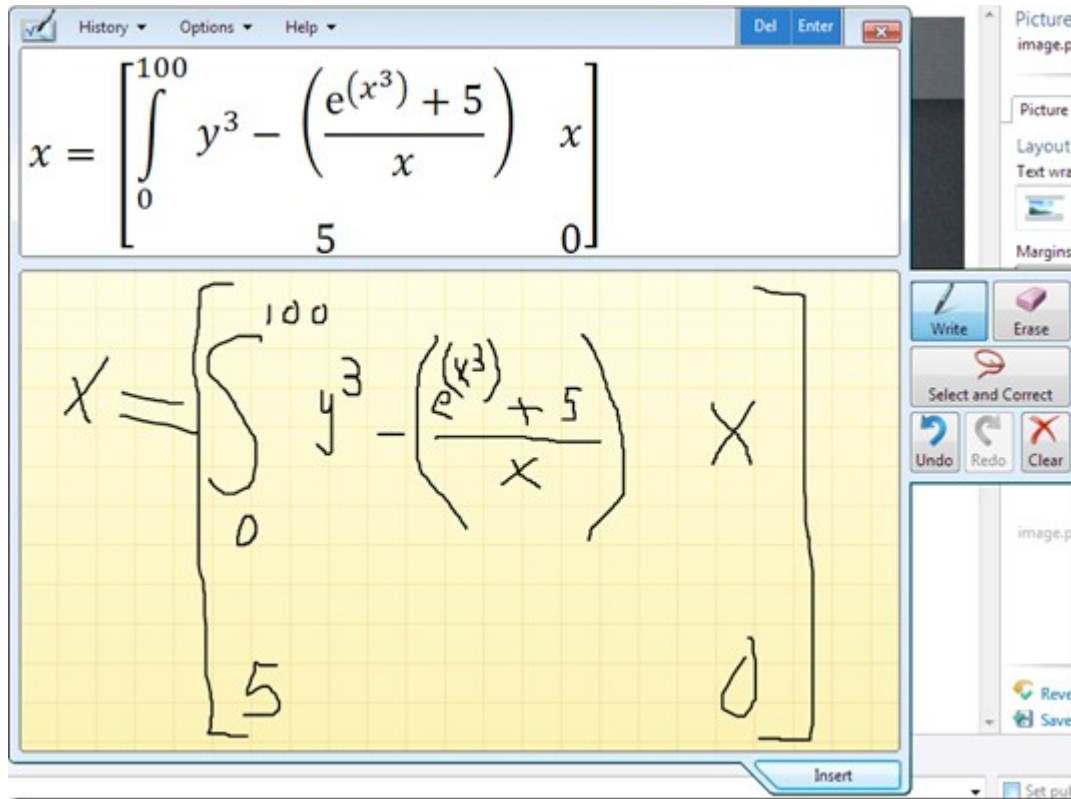 History ▾ Options ▾ Help ▾ Del Enter
x = [∫₀¹⁰⁰ y³ − ((e^(x³) + 5)/x) x
5 0]
x = [∫₀¹⁰⁰ y³ − ((e^(x³) + 5)/x) x
5 0]
Insert
Picture
image.p
Picture
Layout
Text wra
Margins
Write Erase
Select and Correct
Undo Redo Clear
image.p
Reve
Save
Set pul